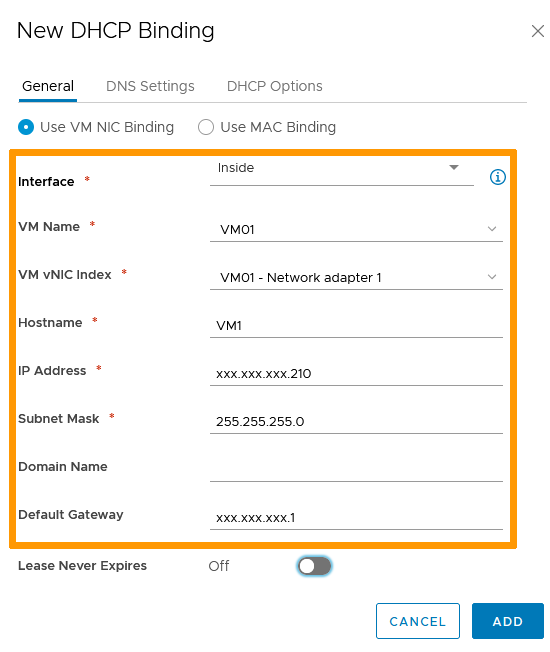 New DHCP Binding
General DNS Settings DHCP Options
Use VM NIC Binding Use MAC Binding
Interface * Inside
VM Name * VM01
VM vNIC Index * VM01 - Network adapter 1
Hostname * VM1
IP Address * xxx.xxx.xxx.210
Subnet Mask * 255.255.255.0
Domain Name
Default Gateway xxx.xxx.xxx.1
Lease Never Expires Off
CANCEL ADD